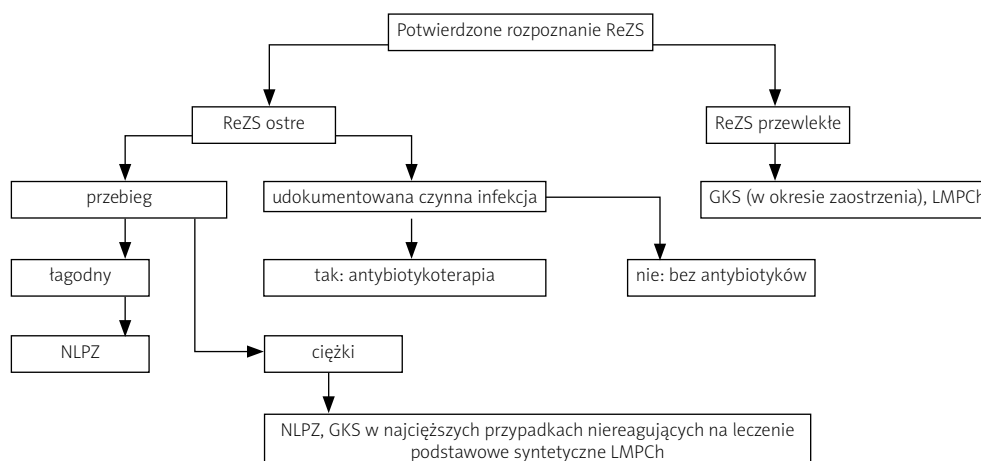 Potwierdzone rozpoznanie ReZS
ReZS ostre
ReZS przewlekłe
przebieg
udokumentowana czynna infekcja
GKS (w okresie zaostrzenia), LMPCh
łagodny
tak: antybiotykoterapia
nie: bez antybiotyków
NLPZ
ciężki
NLPZ, GKS w najcięższych przypadkach niereagujących na leczenie
podstawowe syntetyczne LMPCh